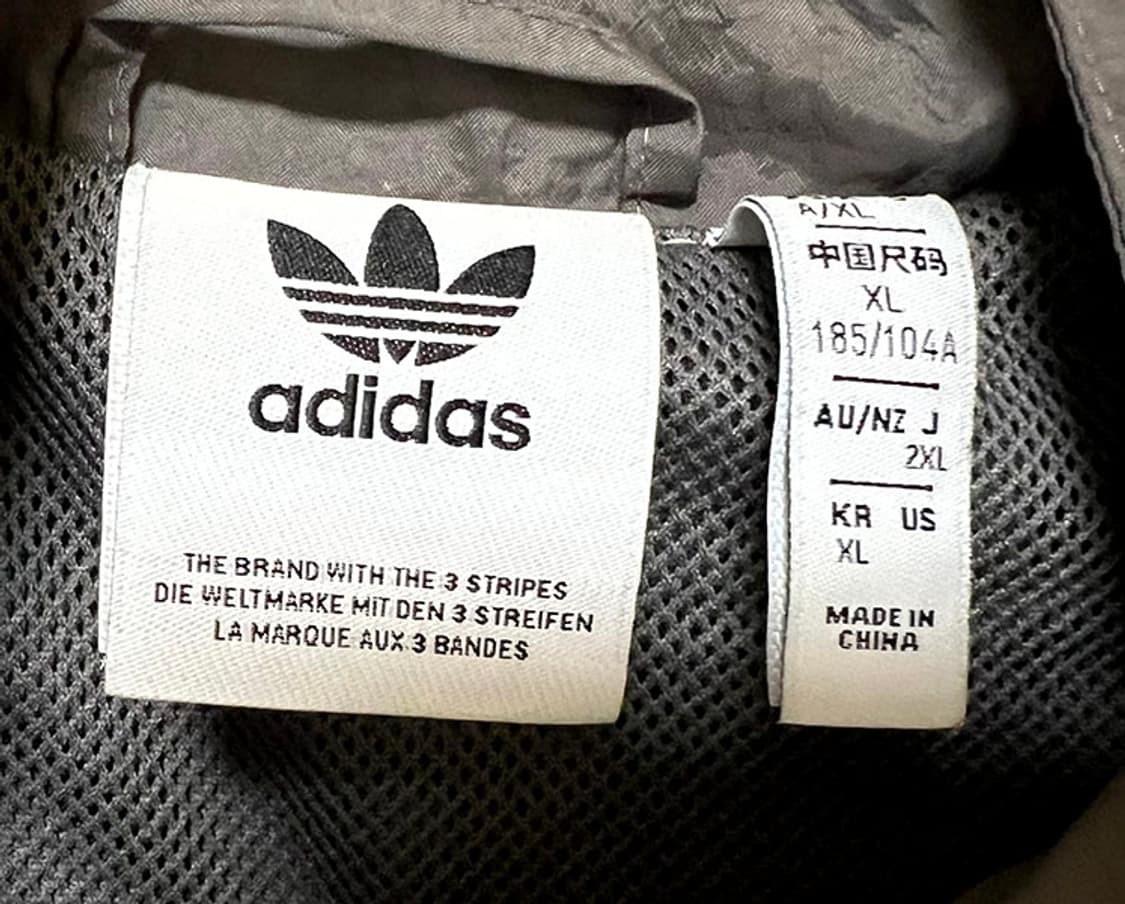 adidas
THE BRAND WITH THE 3 STRIPES
DIE WELTMARKE MIT DEN 3 STREIFEN
LA MARQUE AUX 3 BANDES
A/XL
中国尺码
XL
185/104A
AU/NZ J
2XL
KR US
XL
MADE IN
CHINA